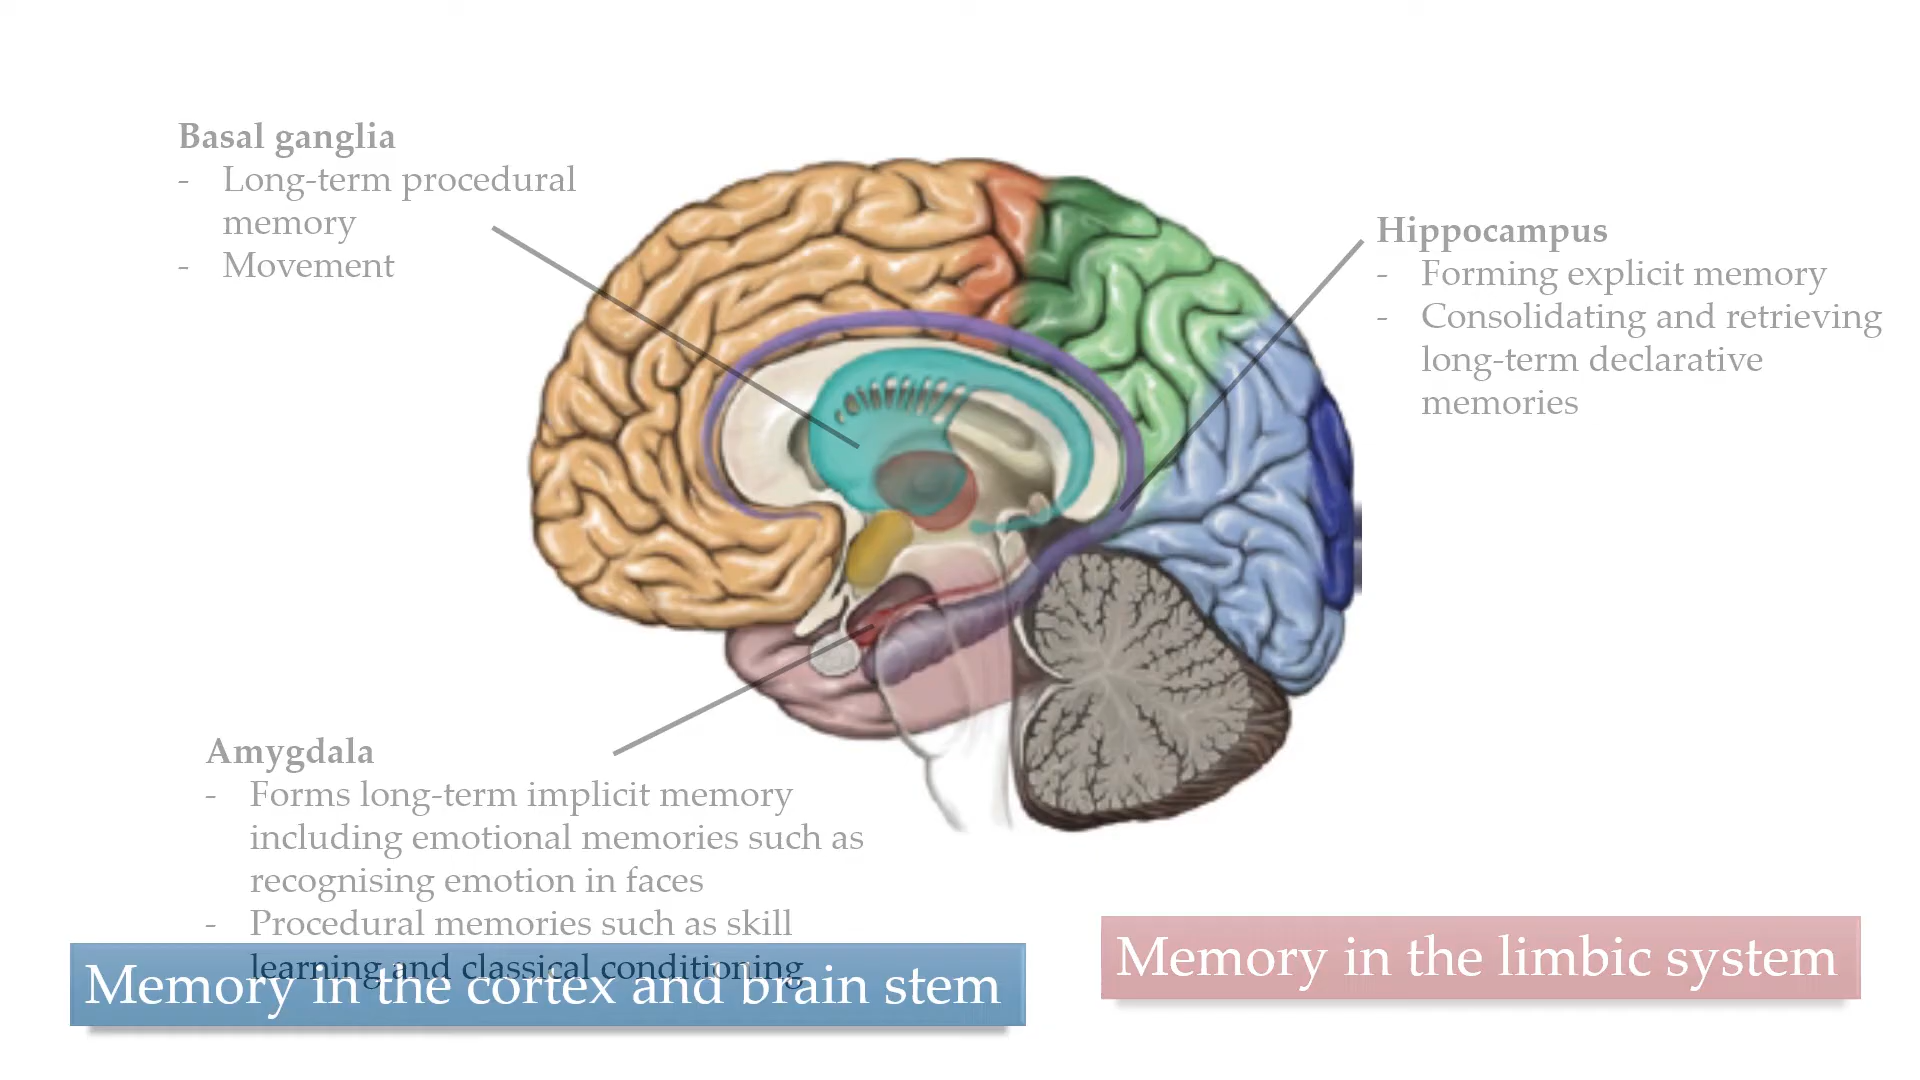 Basal ganglia
- Long-term procedural
memory
- Movement
Hippocampus
- Forming explicit memory
- Consolidating and retrieving
long-term declarative
memories
Amygdala
- Forms long-term implicit memory
including emotional memories such as
recognising emotion in faces
- Procedural memories such as skill
learning and classical conditioning
Memory in the cortex and brain stem
Memory in the limbic system